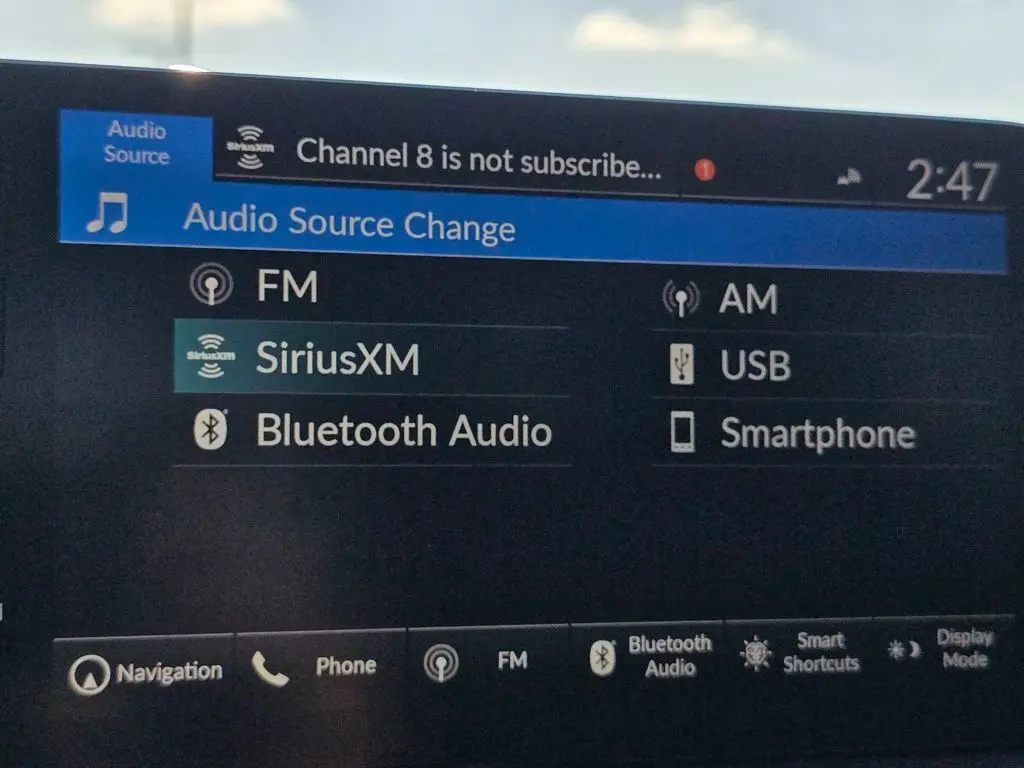 Audio
Source
SiriusXM
Channel 8 is not subscribe...
2:47
Audio Source Change
FM
AM
SiriusXM
SiriusXM
USB
Bluetooth Audio
Smartphone
Navigation
Phone
FM
Bluetooth
Audio
Smart
Shortcuts
Display
Mode